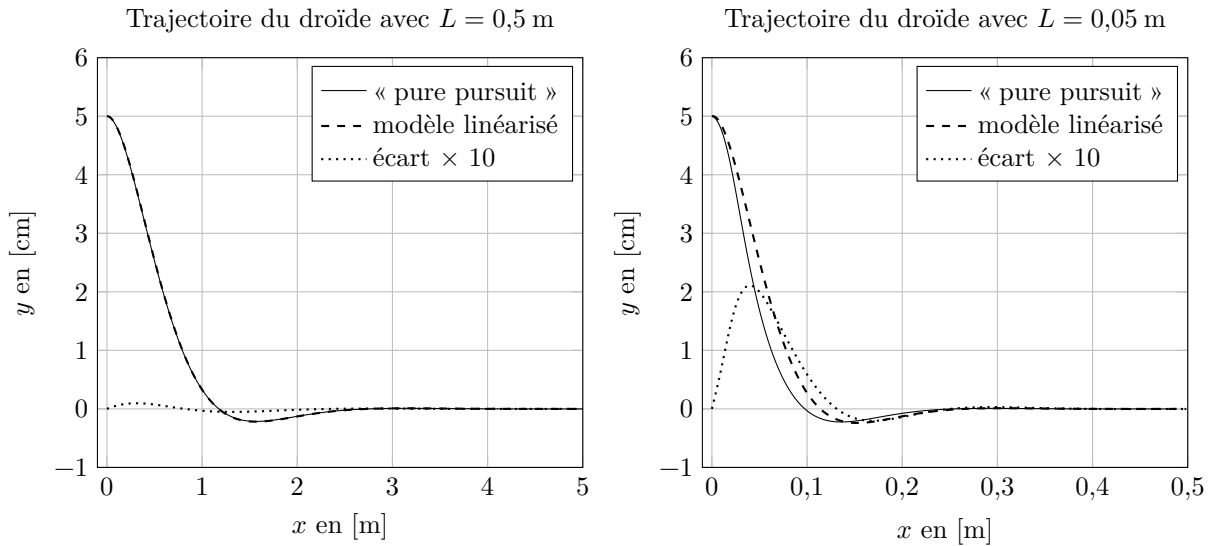 Trajectoire du droïde avec L = 0,5 m
6
5
4
3
2
1
0
−1
y en [cm]
0
1
2
3
4
5
x en [m]
« pure pursuit »
modèle linéarisé
écart × 10
Trajectoire du droïde avec L = 0,05 m
6
5
4
3
2
1
0
−1
y en [cm]
0
0,1
0,2
0,3
0,4
0,5
x en [m]
« pure pursuit »
modèle linéarisé
écart × 10